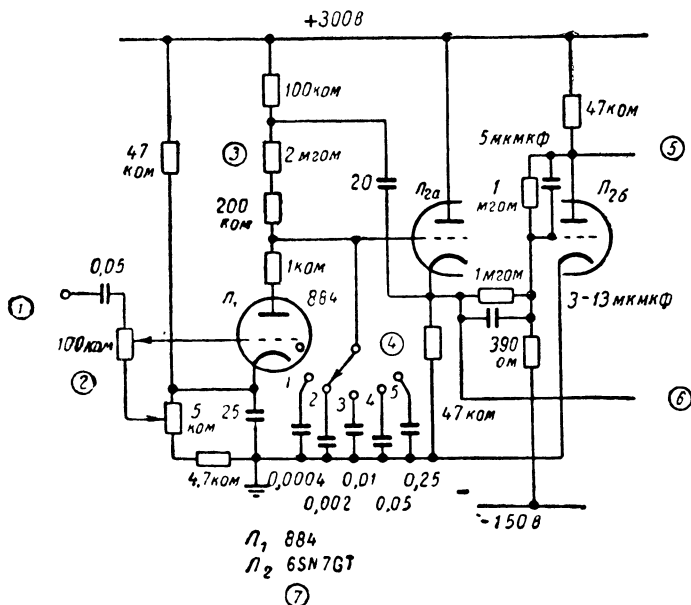 +300в
100ком
47
ком
③
2 мгом
200
ком
1ком
20
5мкмкф
47ком
⑤
1
мгом
Л2а
Л2б
0,05
①
100ком
②
Л1
884
1мгом
3-13мкмкф
390
ом
④
1
2
3
4
5
5
ком
25
47ком
⑥
4,7ком
0,0004
0,01
0,25
0,002
0,05
-
-150в
Л1 884
Л2 6SN7GT
⑦